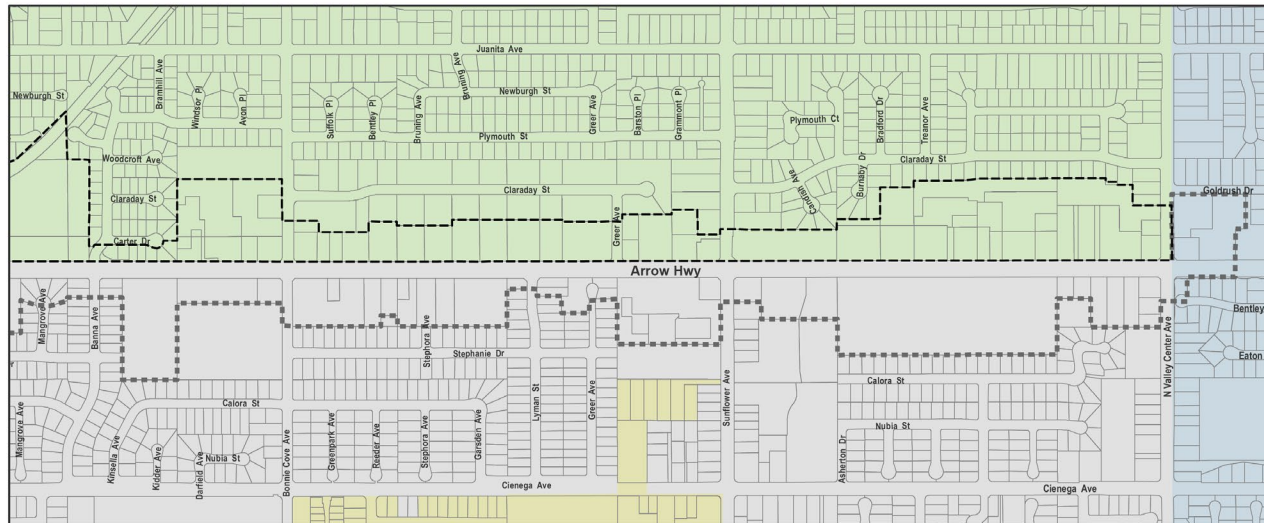 Juanita Ave
Bruning Ave
Bramhill Ave
Newburgh St
Windsor Pl
Avon Pl
Suffolk Pl
Bentley Pl
Bruning Ave
Newburgh St
Greer Ave
Barston Pl
Grammont Pl
Plymouth Ct
Bradford Dr
Treanor Ave
Plymouth St
Woodcroft Ave
Claraday St
Claraday St
Claraday St
Candish Ave
Burnaby Dr
Goldrush Dr
Carter Dr
Greer Ave
Arrow Hwy
Mangrove Ave
Banna Ave
Stephora Ave
Bentley
N Valley Center Ave
Stephanie Dr
Eaton
Y
Calora St
Calora St
Lyman St
Greer Ave
Sunflower Ave
Mangrove Ave
Kinsella Ave
Kidder Ave
Darfield Ave
Nubia St
Bonnie Cove Ave
Greenpark Ave
Reeder Ave
Stephora Ave
Garsden Ave
Nubia St
Asherton Dr
Cienega Ave
Cienega Ave